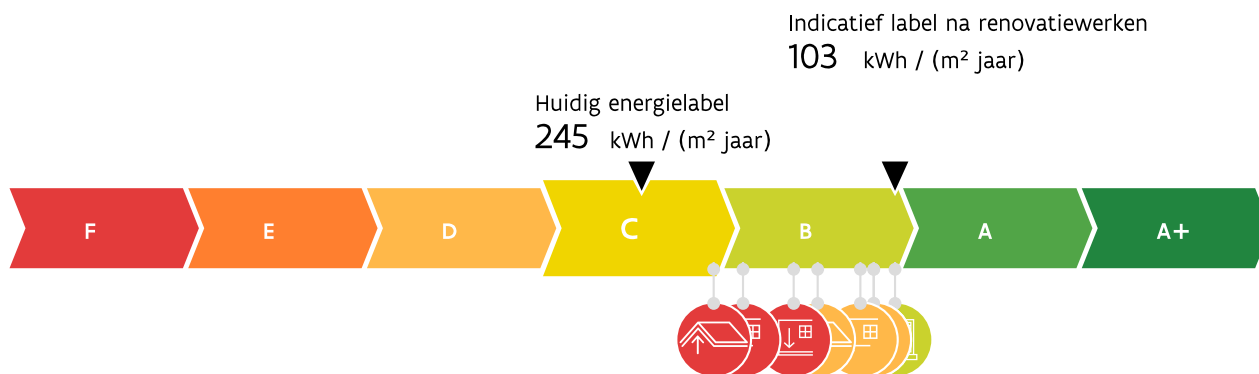 Indicatief label na renovatiewerken
103 kWh / (m² jaar)
Huidig energielabel
245 kWh / (m² jaar)
F E D C B A A+